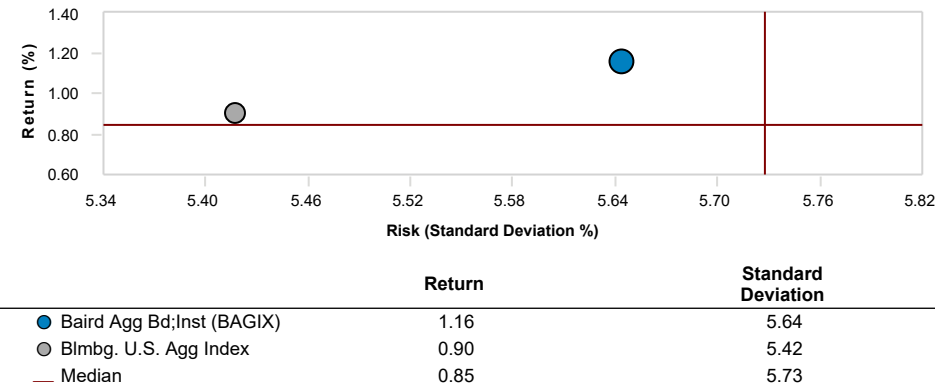 1.40
1.20
1.00
0.80
0.60
Return (%)
5.34 5.40 5.46 5.52 5.58 5.64 5.70 5.76 5.82
Risk (Standard Deviation %)
Return Standard Deviation
Baird Agg Bd;Inst (BAGIX) 1.16 5.64
Blmbg. U.S. Agg Index 0.90 5.42
Median 0.85 5.73